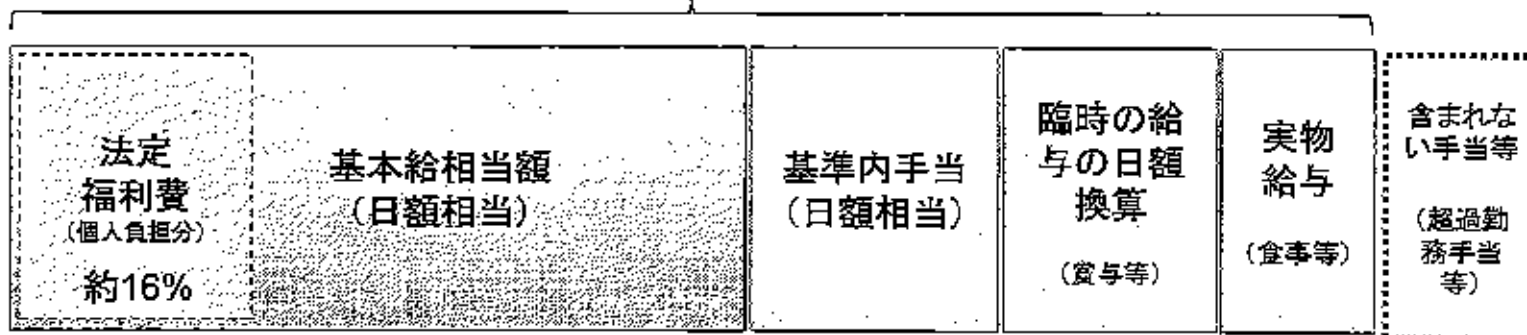 法定
福利費
（個人負担分）
約16%
基本給相当額
（日額相当）
基準内手当
（日額相当）
臨時の給
与の日額
換算
（賞与等）
実物
給与
（食事等）
含まれな
い手当等
（超過勤
務手当
等）